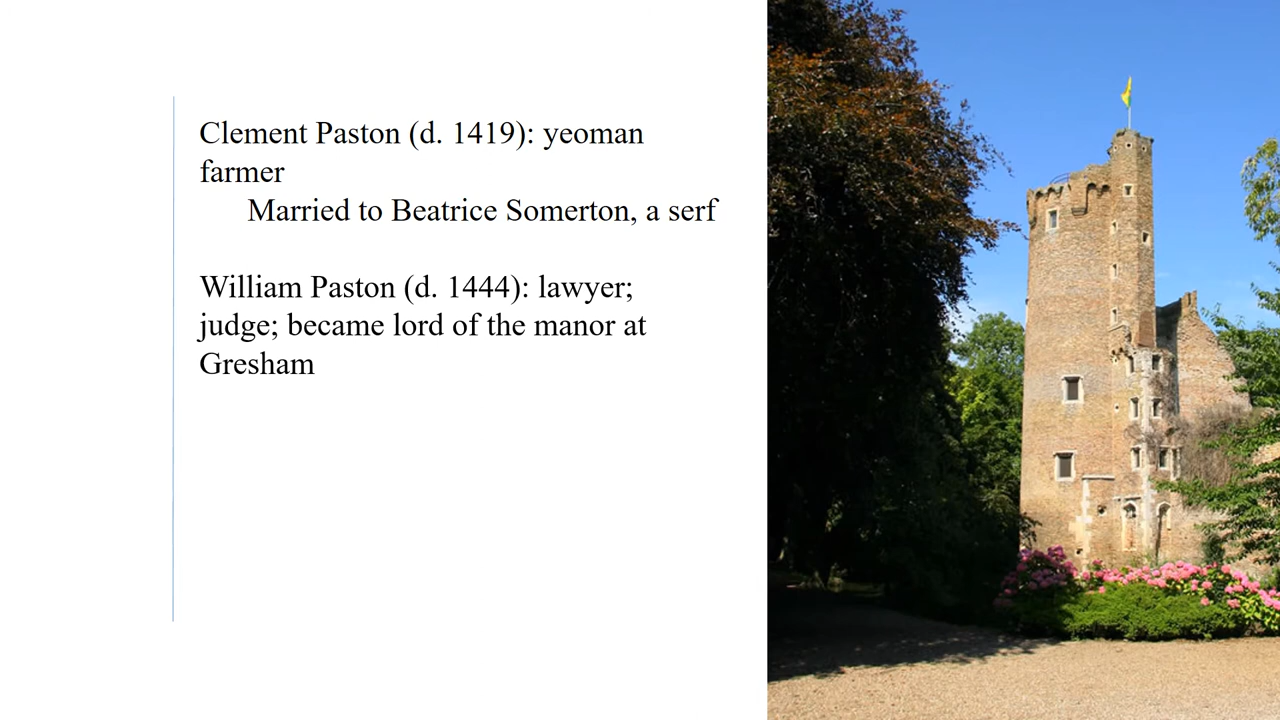 Clement Paston (d. 1419): yeoman
farmer
Married to Beatrice Somerton, a serf
William Paston (d. 1444): lawyer;
judge; became lord of the manor at
Gresham